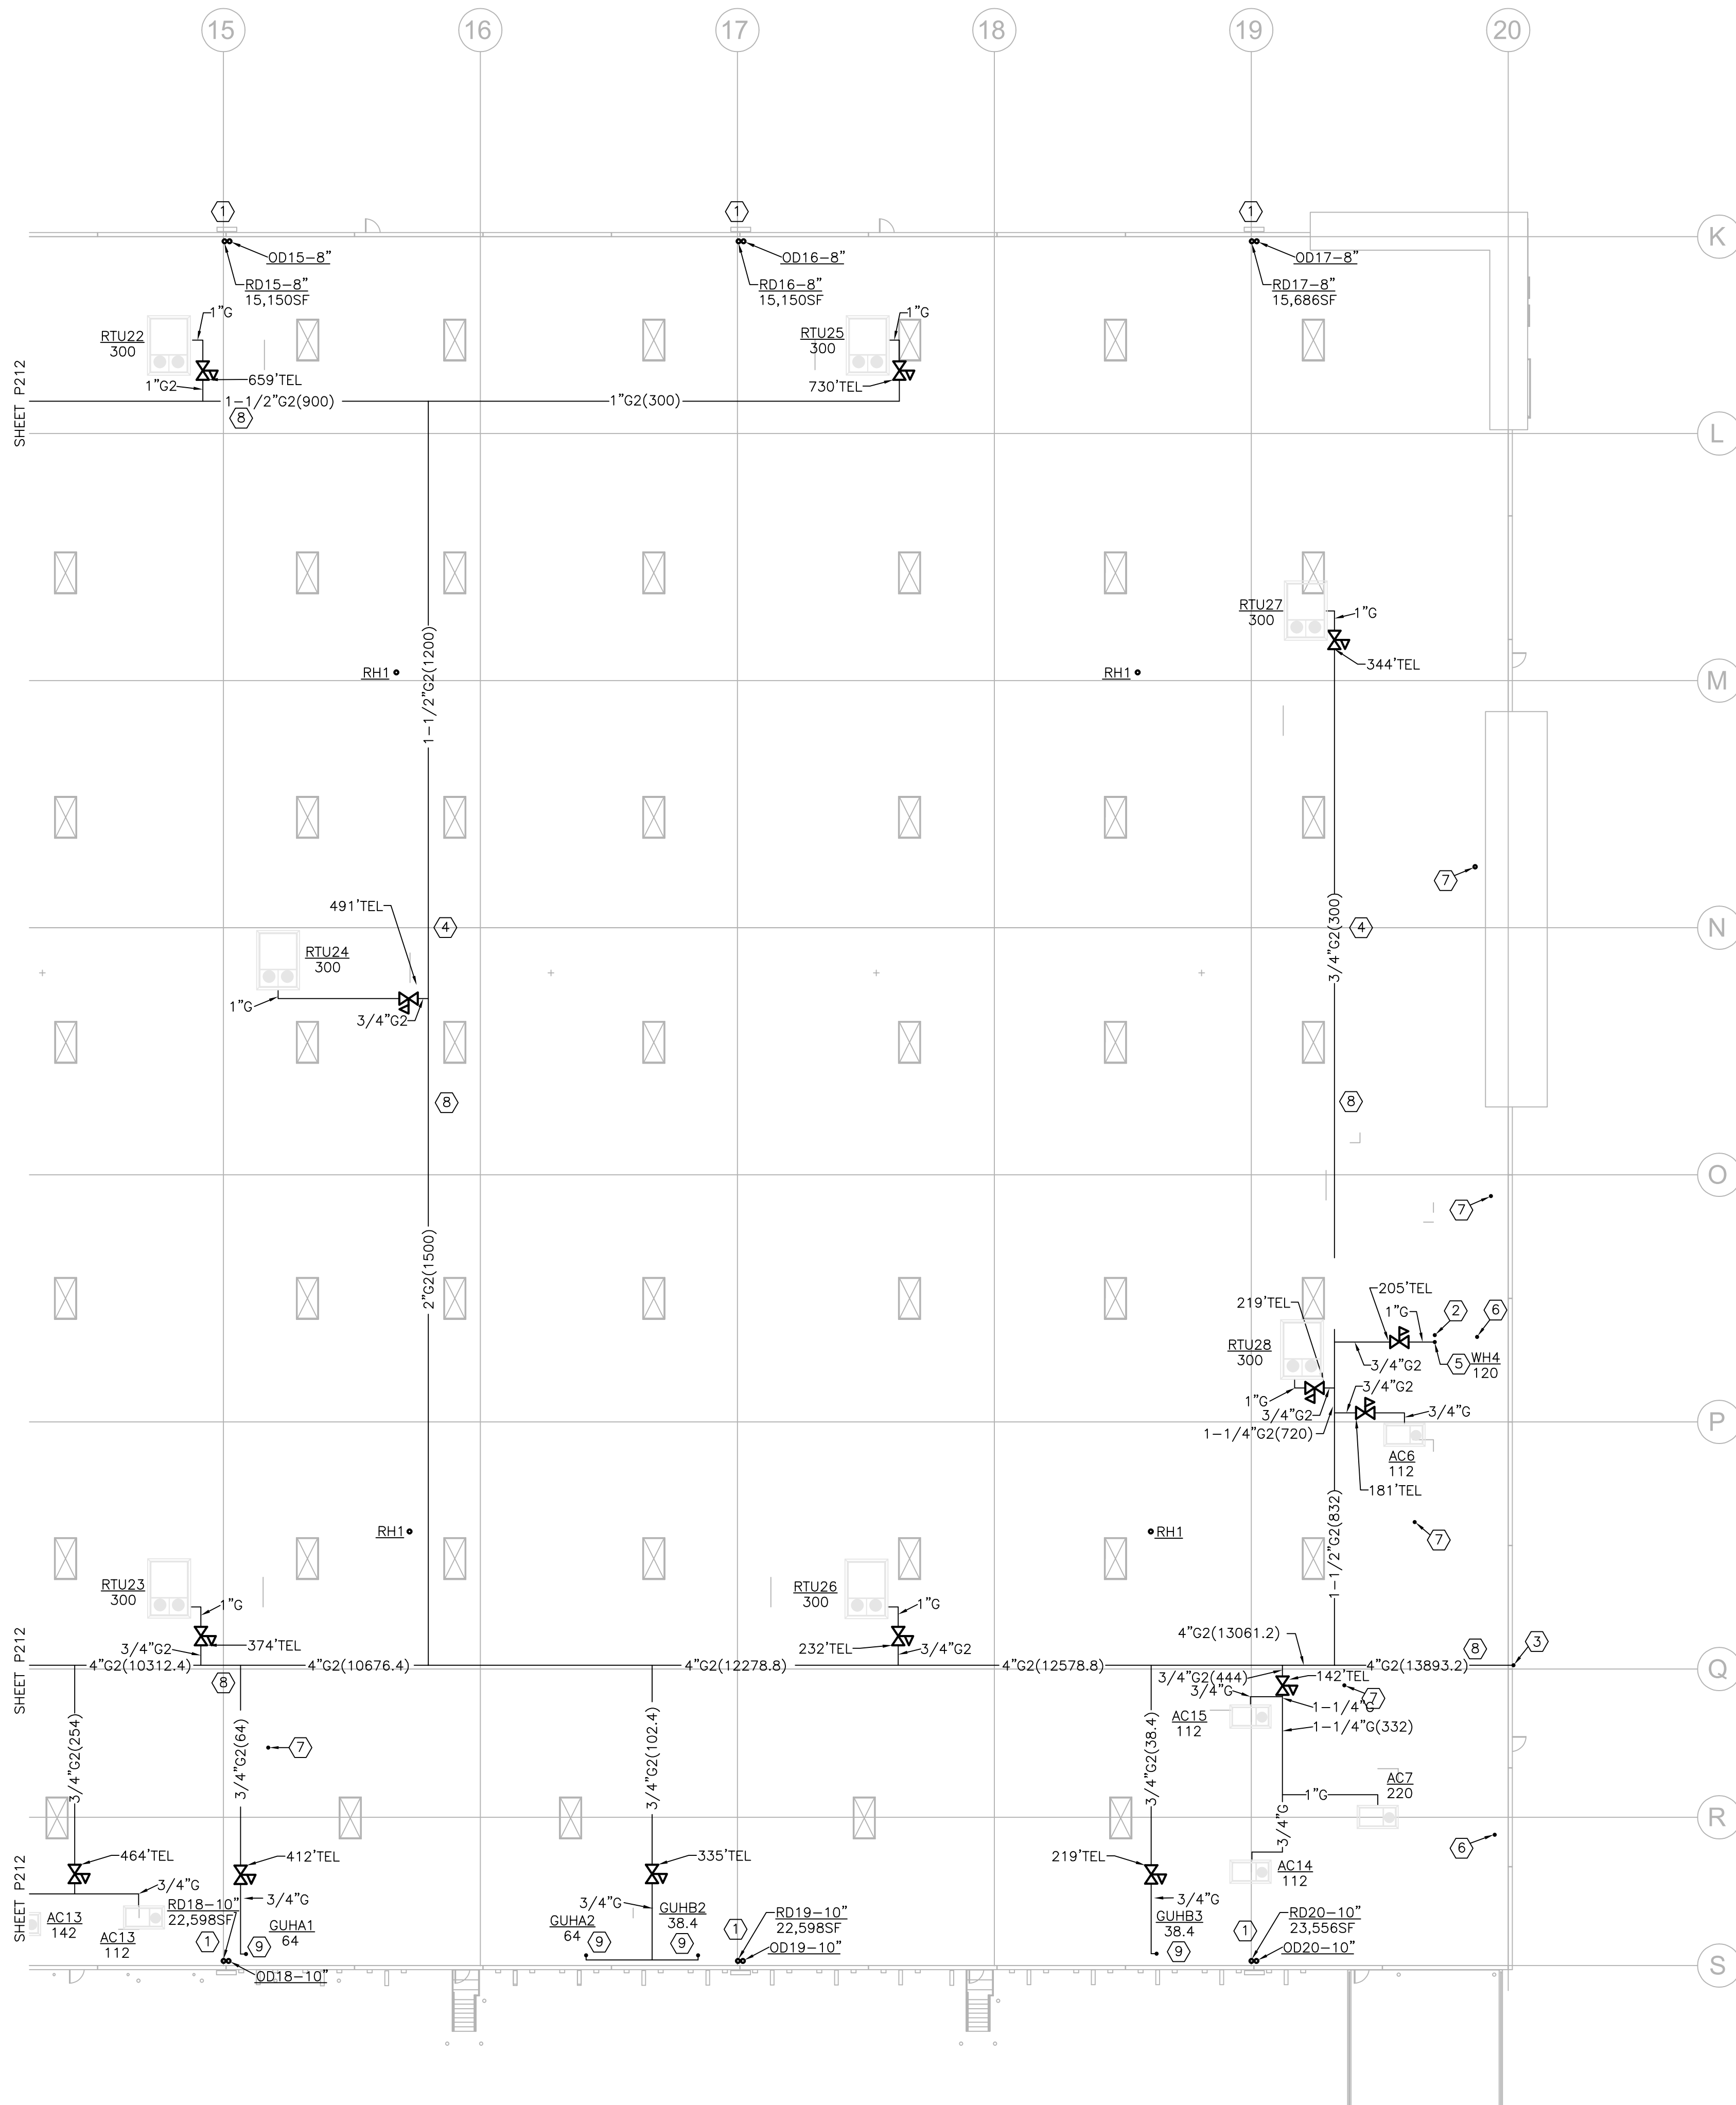 15
16
17
18
19
20
1
1
1
K
OD15-8"
OD16-8"
OD17-8"
RD15-8"
15,150SF
RD16-8"
15,150SF
RD17-8"
15,686SF
1"G
RTU22
300
1"G
RTU25
300
SHEET P212
1"G2
659'TEL
730'TEL
1-1/2"G2(900)
1"G2(300)
8
L
RTU27
300
1"G
344'TEL
1-1/2"G2(1200)
RH1
RH1
M
7
491'TEL
4
3/4"G2(300)
4
N
RTU24
300
1"G
3/4"G2
8
8
O
7
2"G2(1500)
219'TEL
205'TEL
1"G
2
6
RTU28
300
3/4"G2
5
WH4
120
1"G
3/4"G2
3/4"G2
3/4"G
1-1/4"G2(720)
P
AC6
112
181'TEL
1-1/2"G2(832)
RH1
RH1
7
RTU23
300
1"G
RTU26
300
1"G
SHEET P212
3/4"G2
374'TEL
232'TEL
3/4"G2
4"G2(13061.2)
8
3
4"G2(10312.4)
4"G2(10676.4)
4"G2(12278.8)
4"G2(12578.8)
4"G2(13893.2)
Q
8
3/4"G2(444)
142'TEL
3/4"G
7
1-1/4"G
1-1/4"G(332)
AC15
112
3/4"G2(254)
3/4"G2(64)
7
3/4"G2(102.4)
3/4"G2(38.4)
1"G
AC7
220
R
3/4"G
6
SHEET P212
464'TEL
412'TEL
335'TEL
219'TEL
AC14
112
3/4"G
3/4"G
3/4"G
3/4"G
AC13
142
AC13
112
RD18-10"
22,598SF
1
9
GUHA1
64
OD18-10"
GUHA2
64
9
GUHB2
38.4
9
1
RD19-10"
22,598SF
OD19-10"
GUHB3
38.4
9
1
RD20-10"
23,556SF
OD20-10"
S